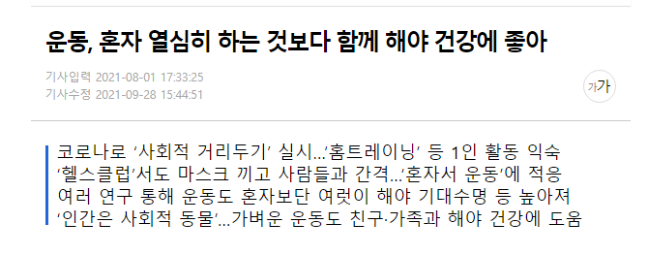 운동, 혼자 열심히 하는 것보다 함께 해야 건강에 좋아
기사입력 2021-08-01 17:33:25
기사수정 2021-09-28 15:44:51
가가
코로나로 ‘사회적 거리두기’ 실시…‘홈트레이닝’ 등 1인 활동 익숙
‘헬스클럽’서도 마스크 끼고 사람들과 간격…‘혼자서 운동’에 적응
여러 연구 통해 운동도 혼자보단 여럿이 해야 기대수명 등 높아져
‘인간은 사회적 동물’…가벼운 운동도 친구·가족과 해야 건강에 도움